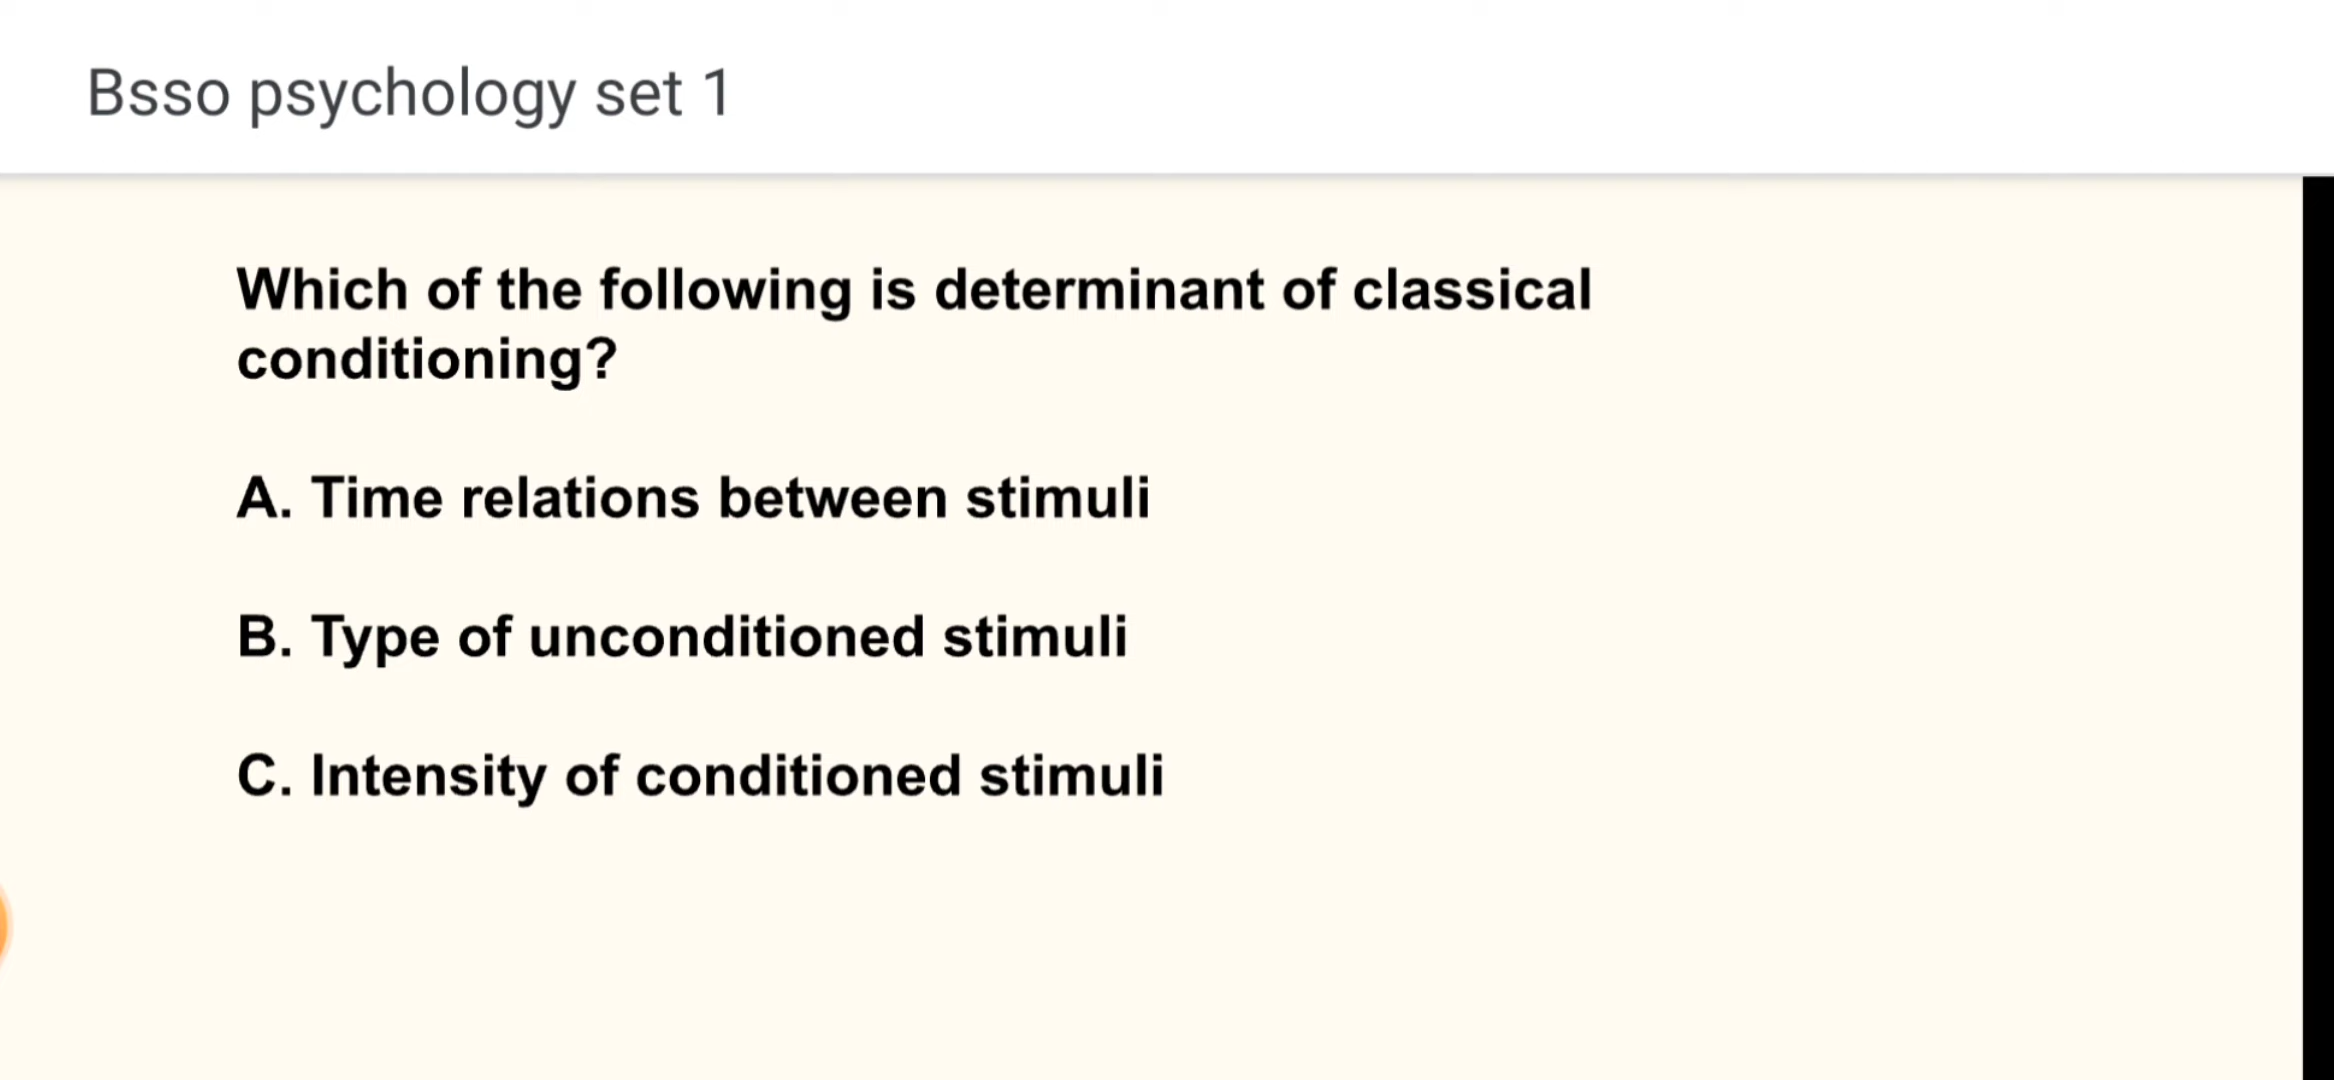 Bsso psychology set 1
Which of the following is determinant of classical
conditioning?
A. Time relations between stimuli
B. Type of unconditioned stimuli
C. Intensity of conditioned stimuli